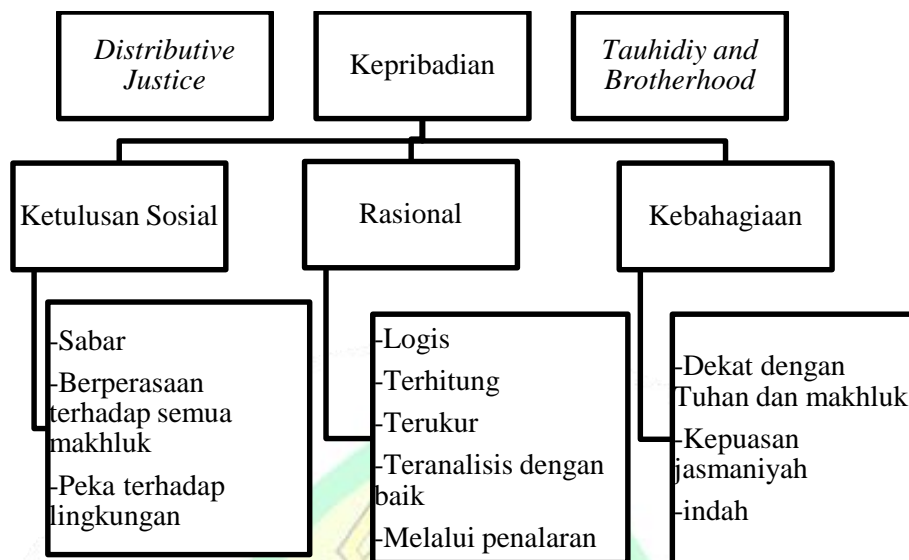 Distributive
Justice
Kepribadian
Tauhidiy and
Brotherhood
Ketulusan Sosial
Rasional
Kebahagiaan
-Sabar
-Berperasaan
terhadap semua
makhluk
-Peka terhadap
lingkungan
-Logis
-Terhitung
-Terukur
-Teranalisis dengan
baik
-Melalui penalaran
-Dekat dengan
Tuhan dan makhluk
-Kepuasan
jasmaniyah
-indah